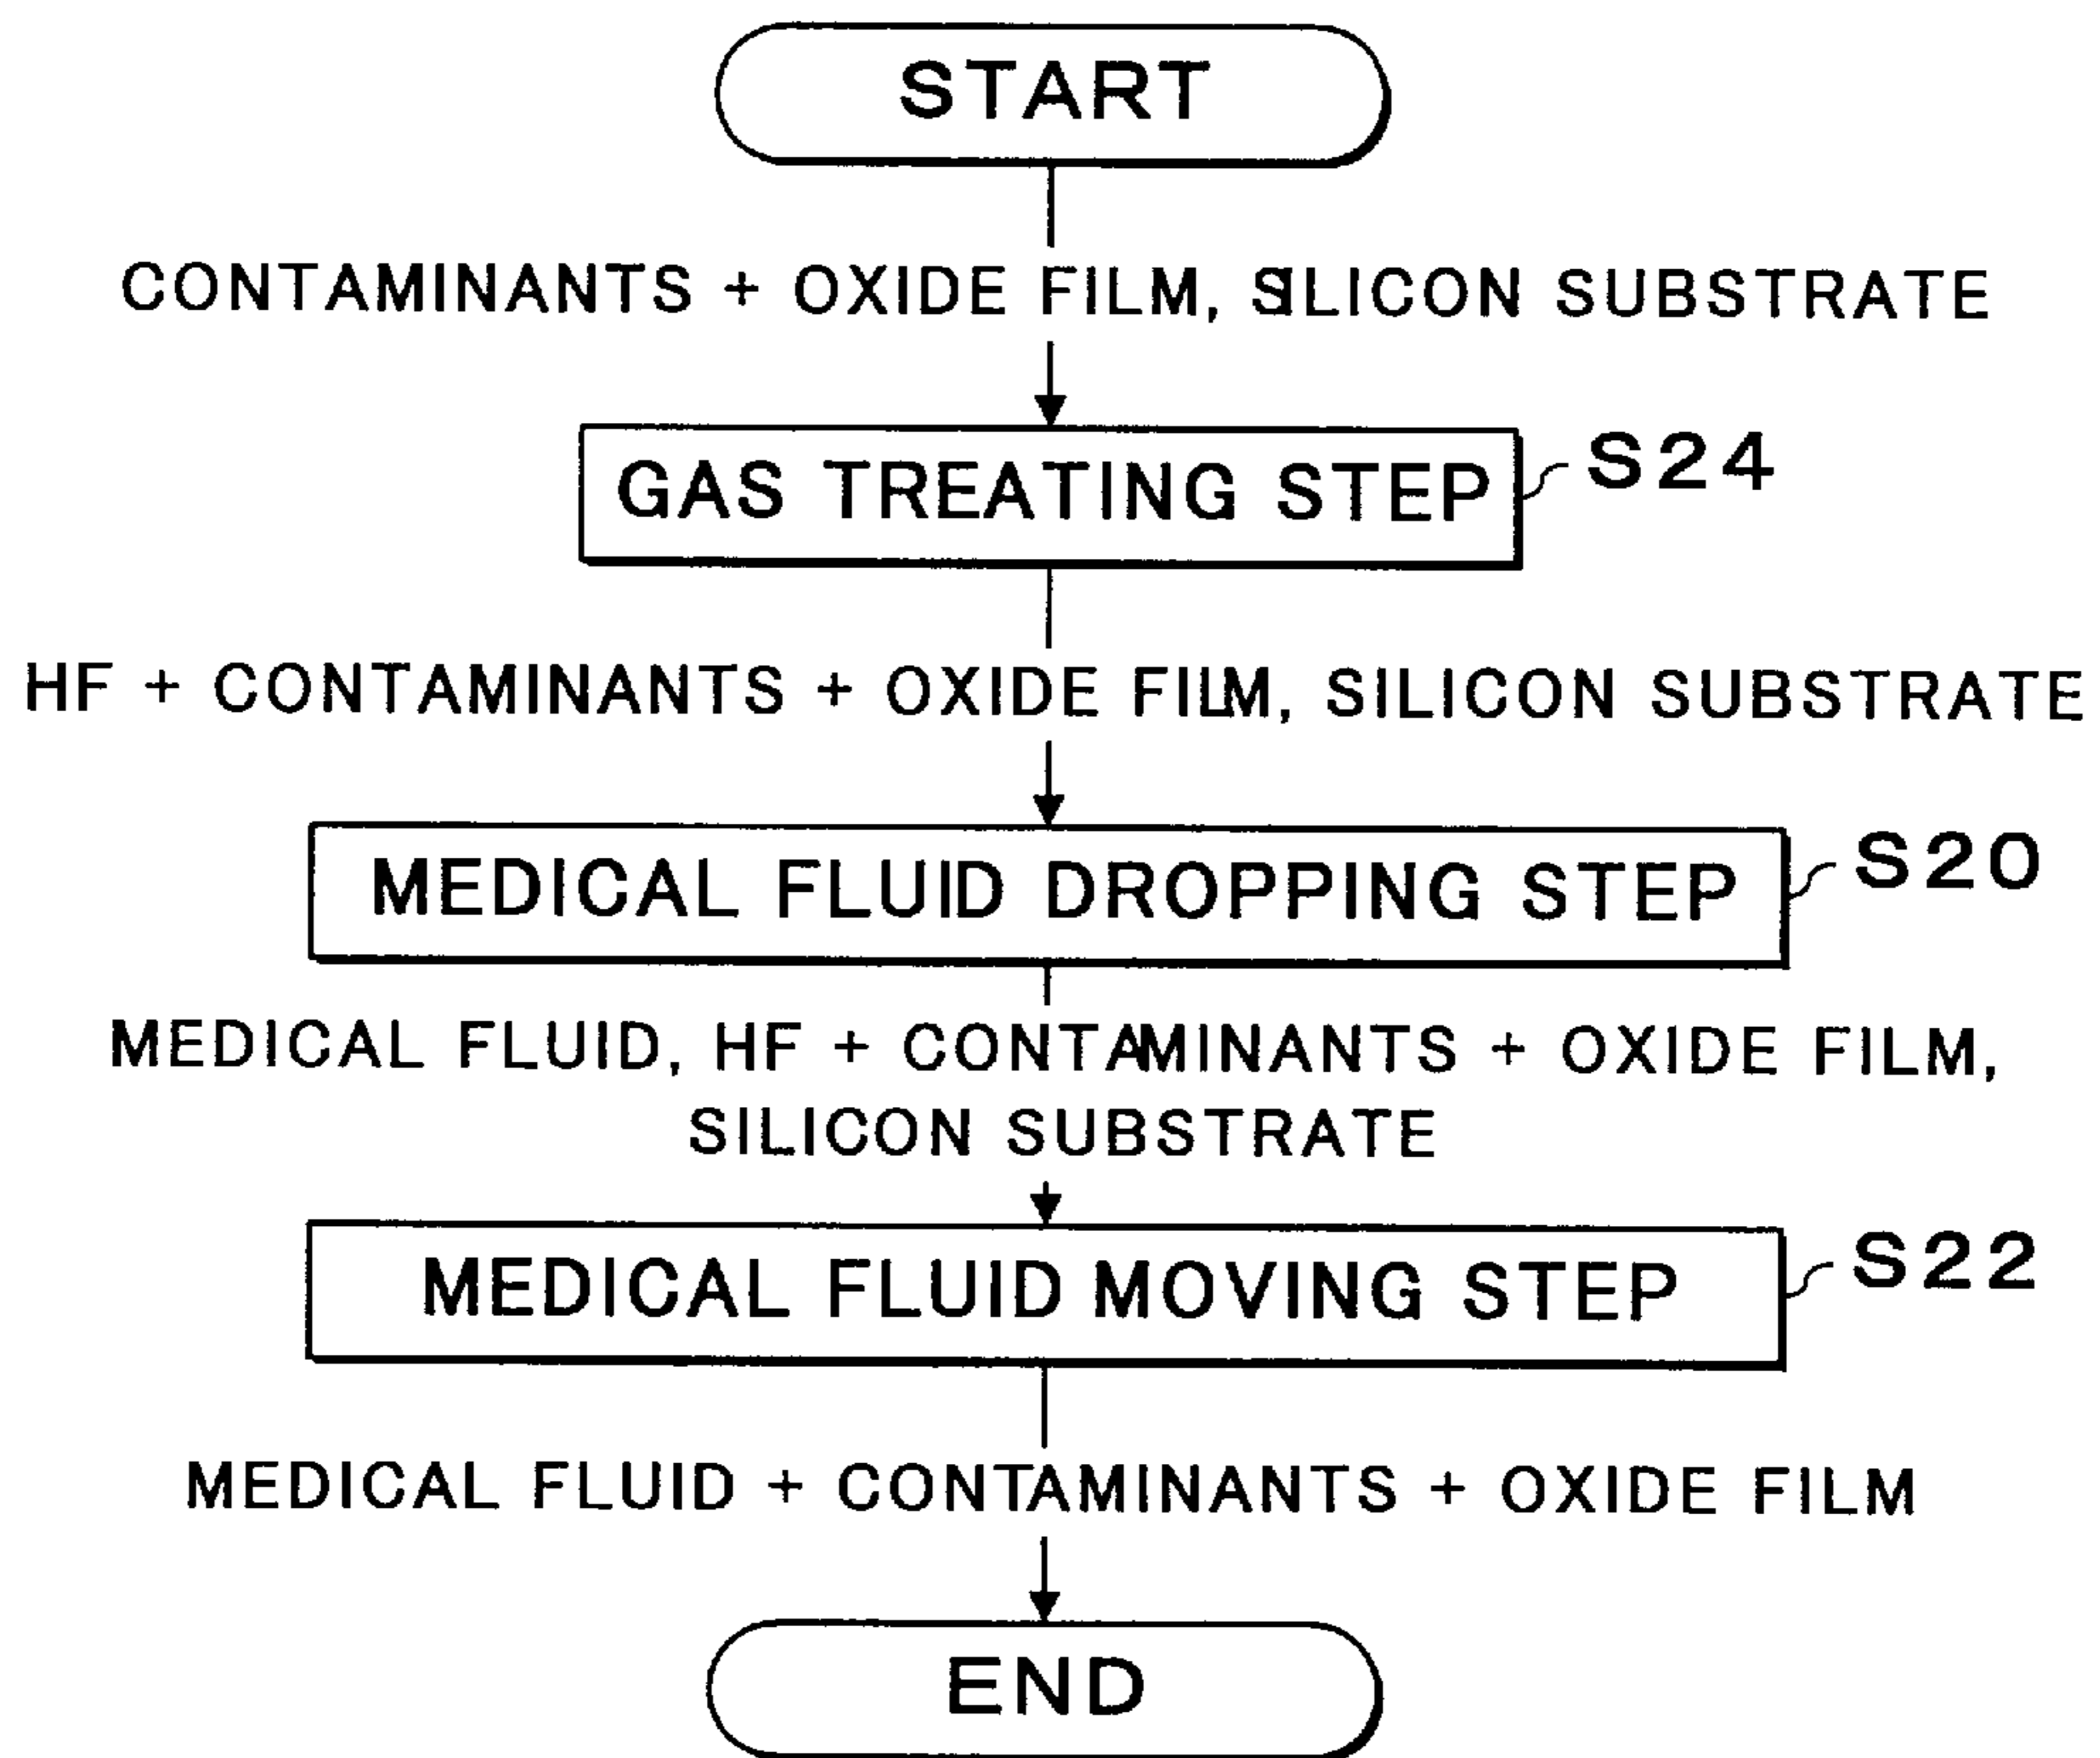 START
CONTAMINANTS + OXIDE FILM, SILICON SUBSTRATE
GAS TREATING STEP S24
HF + CONTAMINANTS + OXIDE FILM, SILICON SUBSTRATE
MEDICAL FLUID DROPPING STEP S20
MEDICAL FLUID, HF + CONTAMINANTS + OXIDE FILM,
SILICON SUBSTRATE
MEDICAL FLUID MOVING STEP S22
MEDICAL FLUID + CONTAMINANTS + OXIDE FILM
END